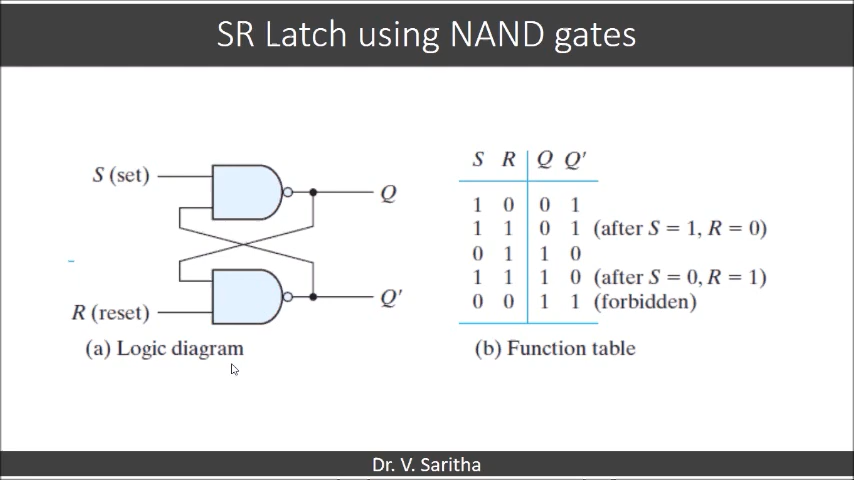 SR Latch using NAND gates
S (set)
Q
R (reset)
Q'
(a) Logic diagram
S R Q Q'
1 0 0 1
1 1 0 1 (after S = 1, R = 0)
0 1 1 0
1 1 1 0 (after S = 0, R = 1)
0 0 1 1 (forbidden)
(b) Function table
Dr. V. Saritha